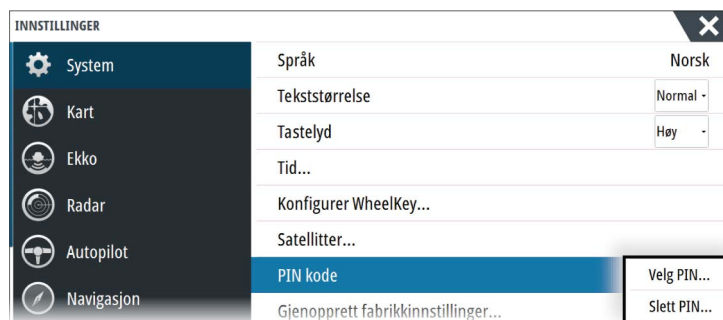 INNSTILLINGER
System
Kart
Ekko
Radar
Autopilot
Navigasjon
Språk Norsk
Tekststørrelse Normal
Tastelyd Høy
Tid...
Konfigurer WheelKey...
Satellitter...
PIN kode
Gjenopprett fabrikkinnstillinger...
Velg PIN...
Slett PIN...